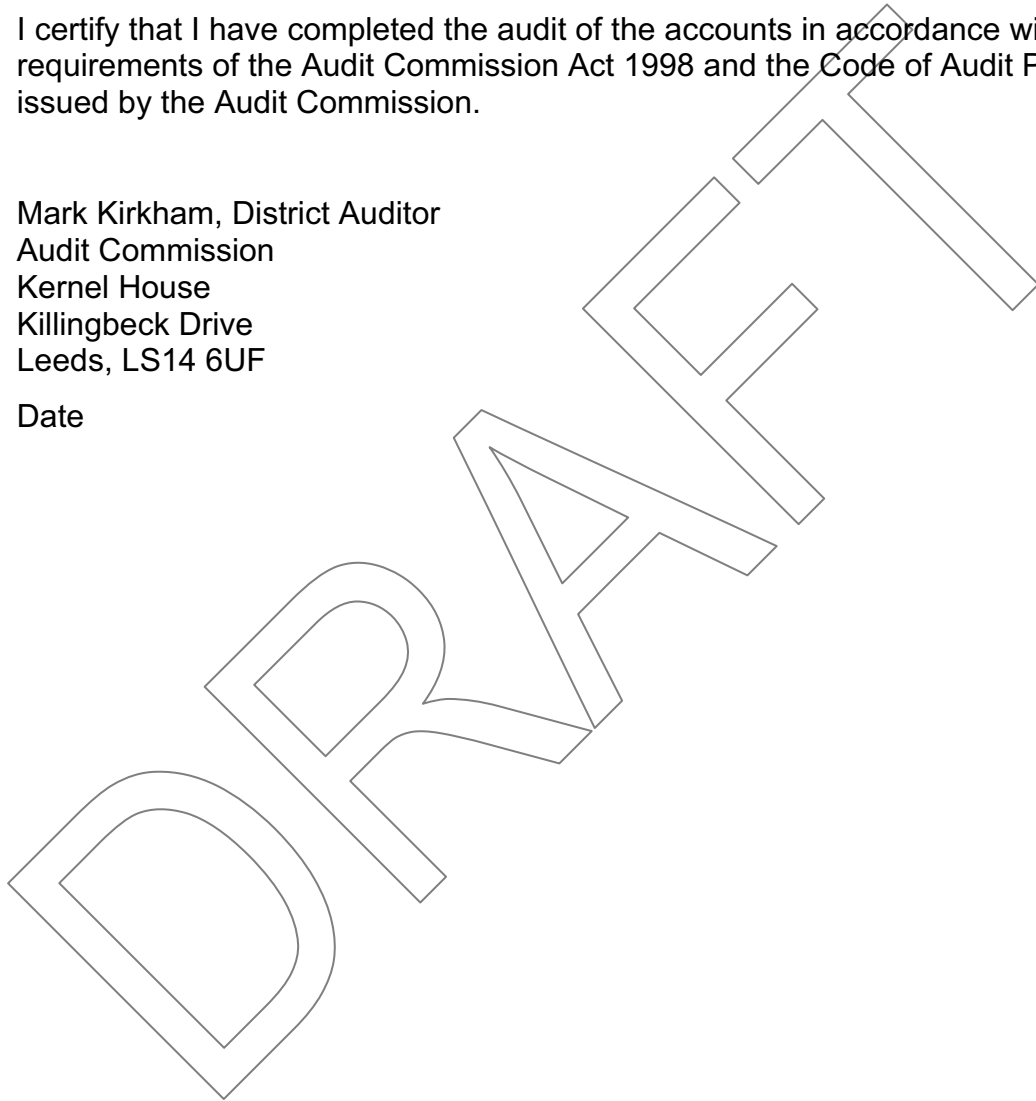 I certify that I have completed the audit of the accounts in accordance
requirements of the Audit Commission Act 1998 and the Code of Audit
issued by the Audit Commission.
Mark Kirkham, District Auditor
Audit Commission
Kernel House
Killingbeck Drive
Leeds, LS14 6UF
Date
DRAFT